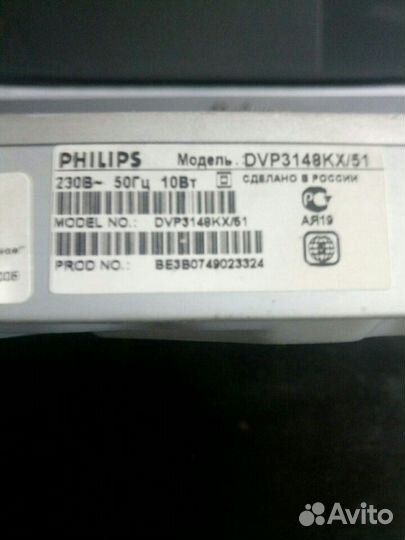 PHILIPS Модель: DVP3148KX/51
230В~ 50Гц 10Вт СДЕЛАНО В РОССИИ
MODEL NO.: DVP3148KX/51
АЯ19
PROD NO.: BE3B0749023324
Avito